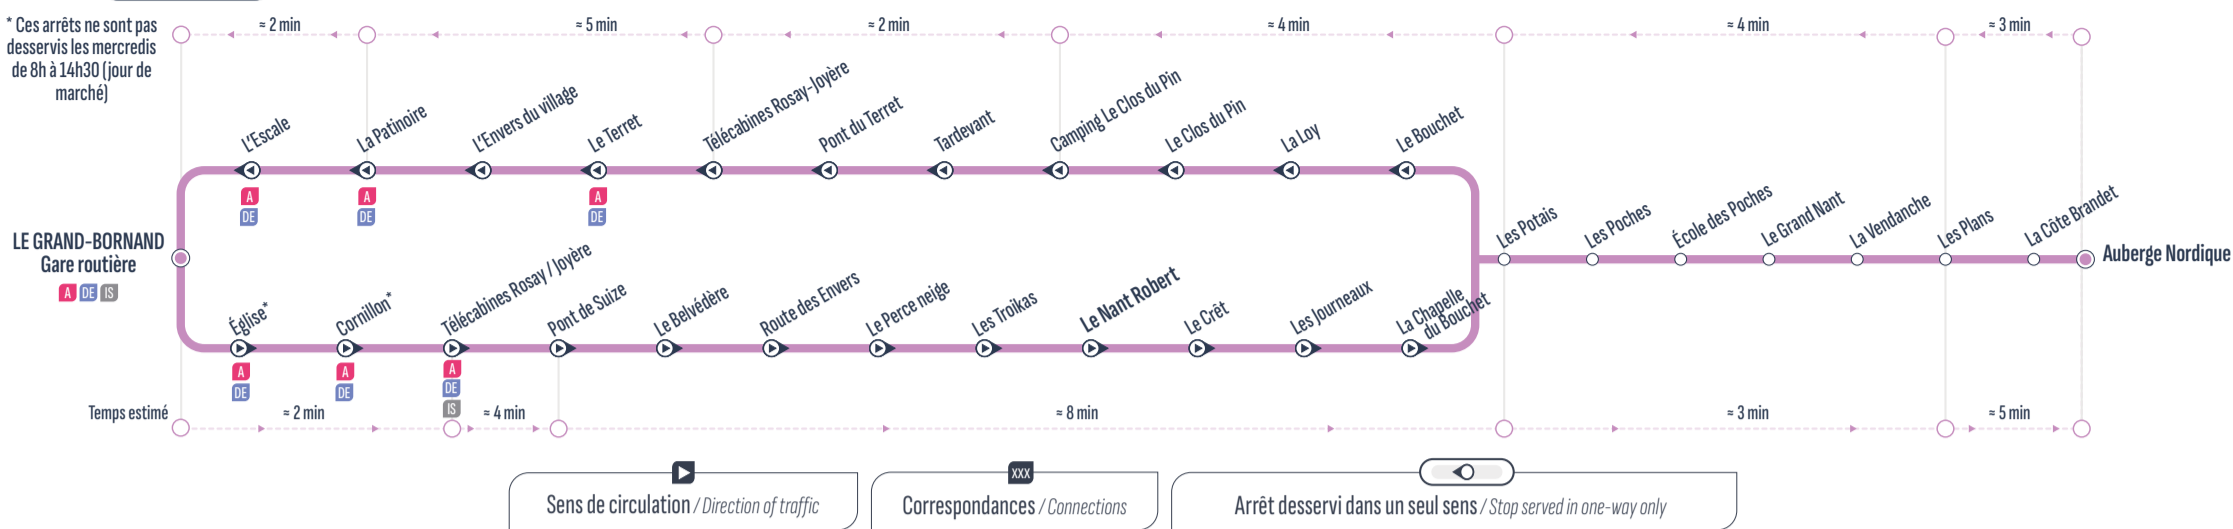 * Ces arrêts ne sont pas
desservis les mercredis
de 8h à 14h30 (jour de
marché)
≈ 2 min
≈ 5 min
≈ 2 min
≈ 4 min
≈ 4 min
≈ 3 min
L'Escale
La Patinoire
L'Envers du village
Le Terret
Télécabines Rosay-Joyère
Pont du Terret
Tardevant
Camping Le Clos du Pin
Le Clos du Pin
La Loy
Le Bouchet
A
DE
A
DE
A
DE
LE GRAND-BORNAND
Gare routière
A DE IS
Les Potais
Les Poches
École des Poches
Le Grand Nant
La Vendanche
Les Plans
La Côte Brandet
Auberge Nordique
Église*
Cornillon*
Télécabines Rosay / Joyère
Pont de Suize
Le Belvédère
Route des Envers
Le Perce neige
Les Troikas
Le Nant Robert
Le Crêt
Les Journeaux
La Chapelle
du Bouchet
A
DE
A
DE
A
DE
IS
Temps estimé
≈ 2 min
≈ 4 min
≈ 8 min
≈ 3 min
≈ 5 min
Sens de circulation / Direction of traffic
XXX
Correspondances / Connections
Arrêt desservi dans un seul sens / Stop served in one-way only